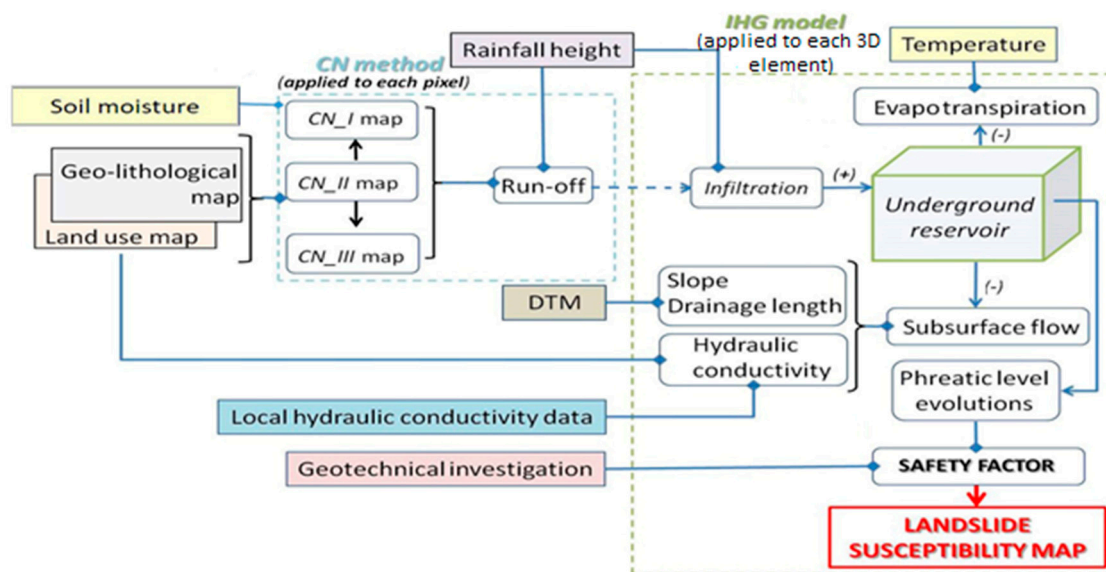 IHG model
(applied to each 3D
element)
Rainfall height
Temperature
CN method
(applied to each pixel)
Soil moisture
Evapo transpiration
CN_I map
(-)
Geo-lithological
map
Land use map
CN_II map
Run-off
Infiltration
(+)
Underground
reservoir
CN_III map
(-)
DTM
Slope
Drainage length
Subsurface flow
Hydraulic
conductivity
Phreatic level
evolutions
Local hydraulic conductivity data
Geotechnical investigation
SAFETY FACTOR
LANDSLIDE
SUSCEPTIBILITY MAP